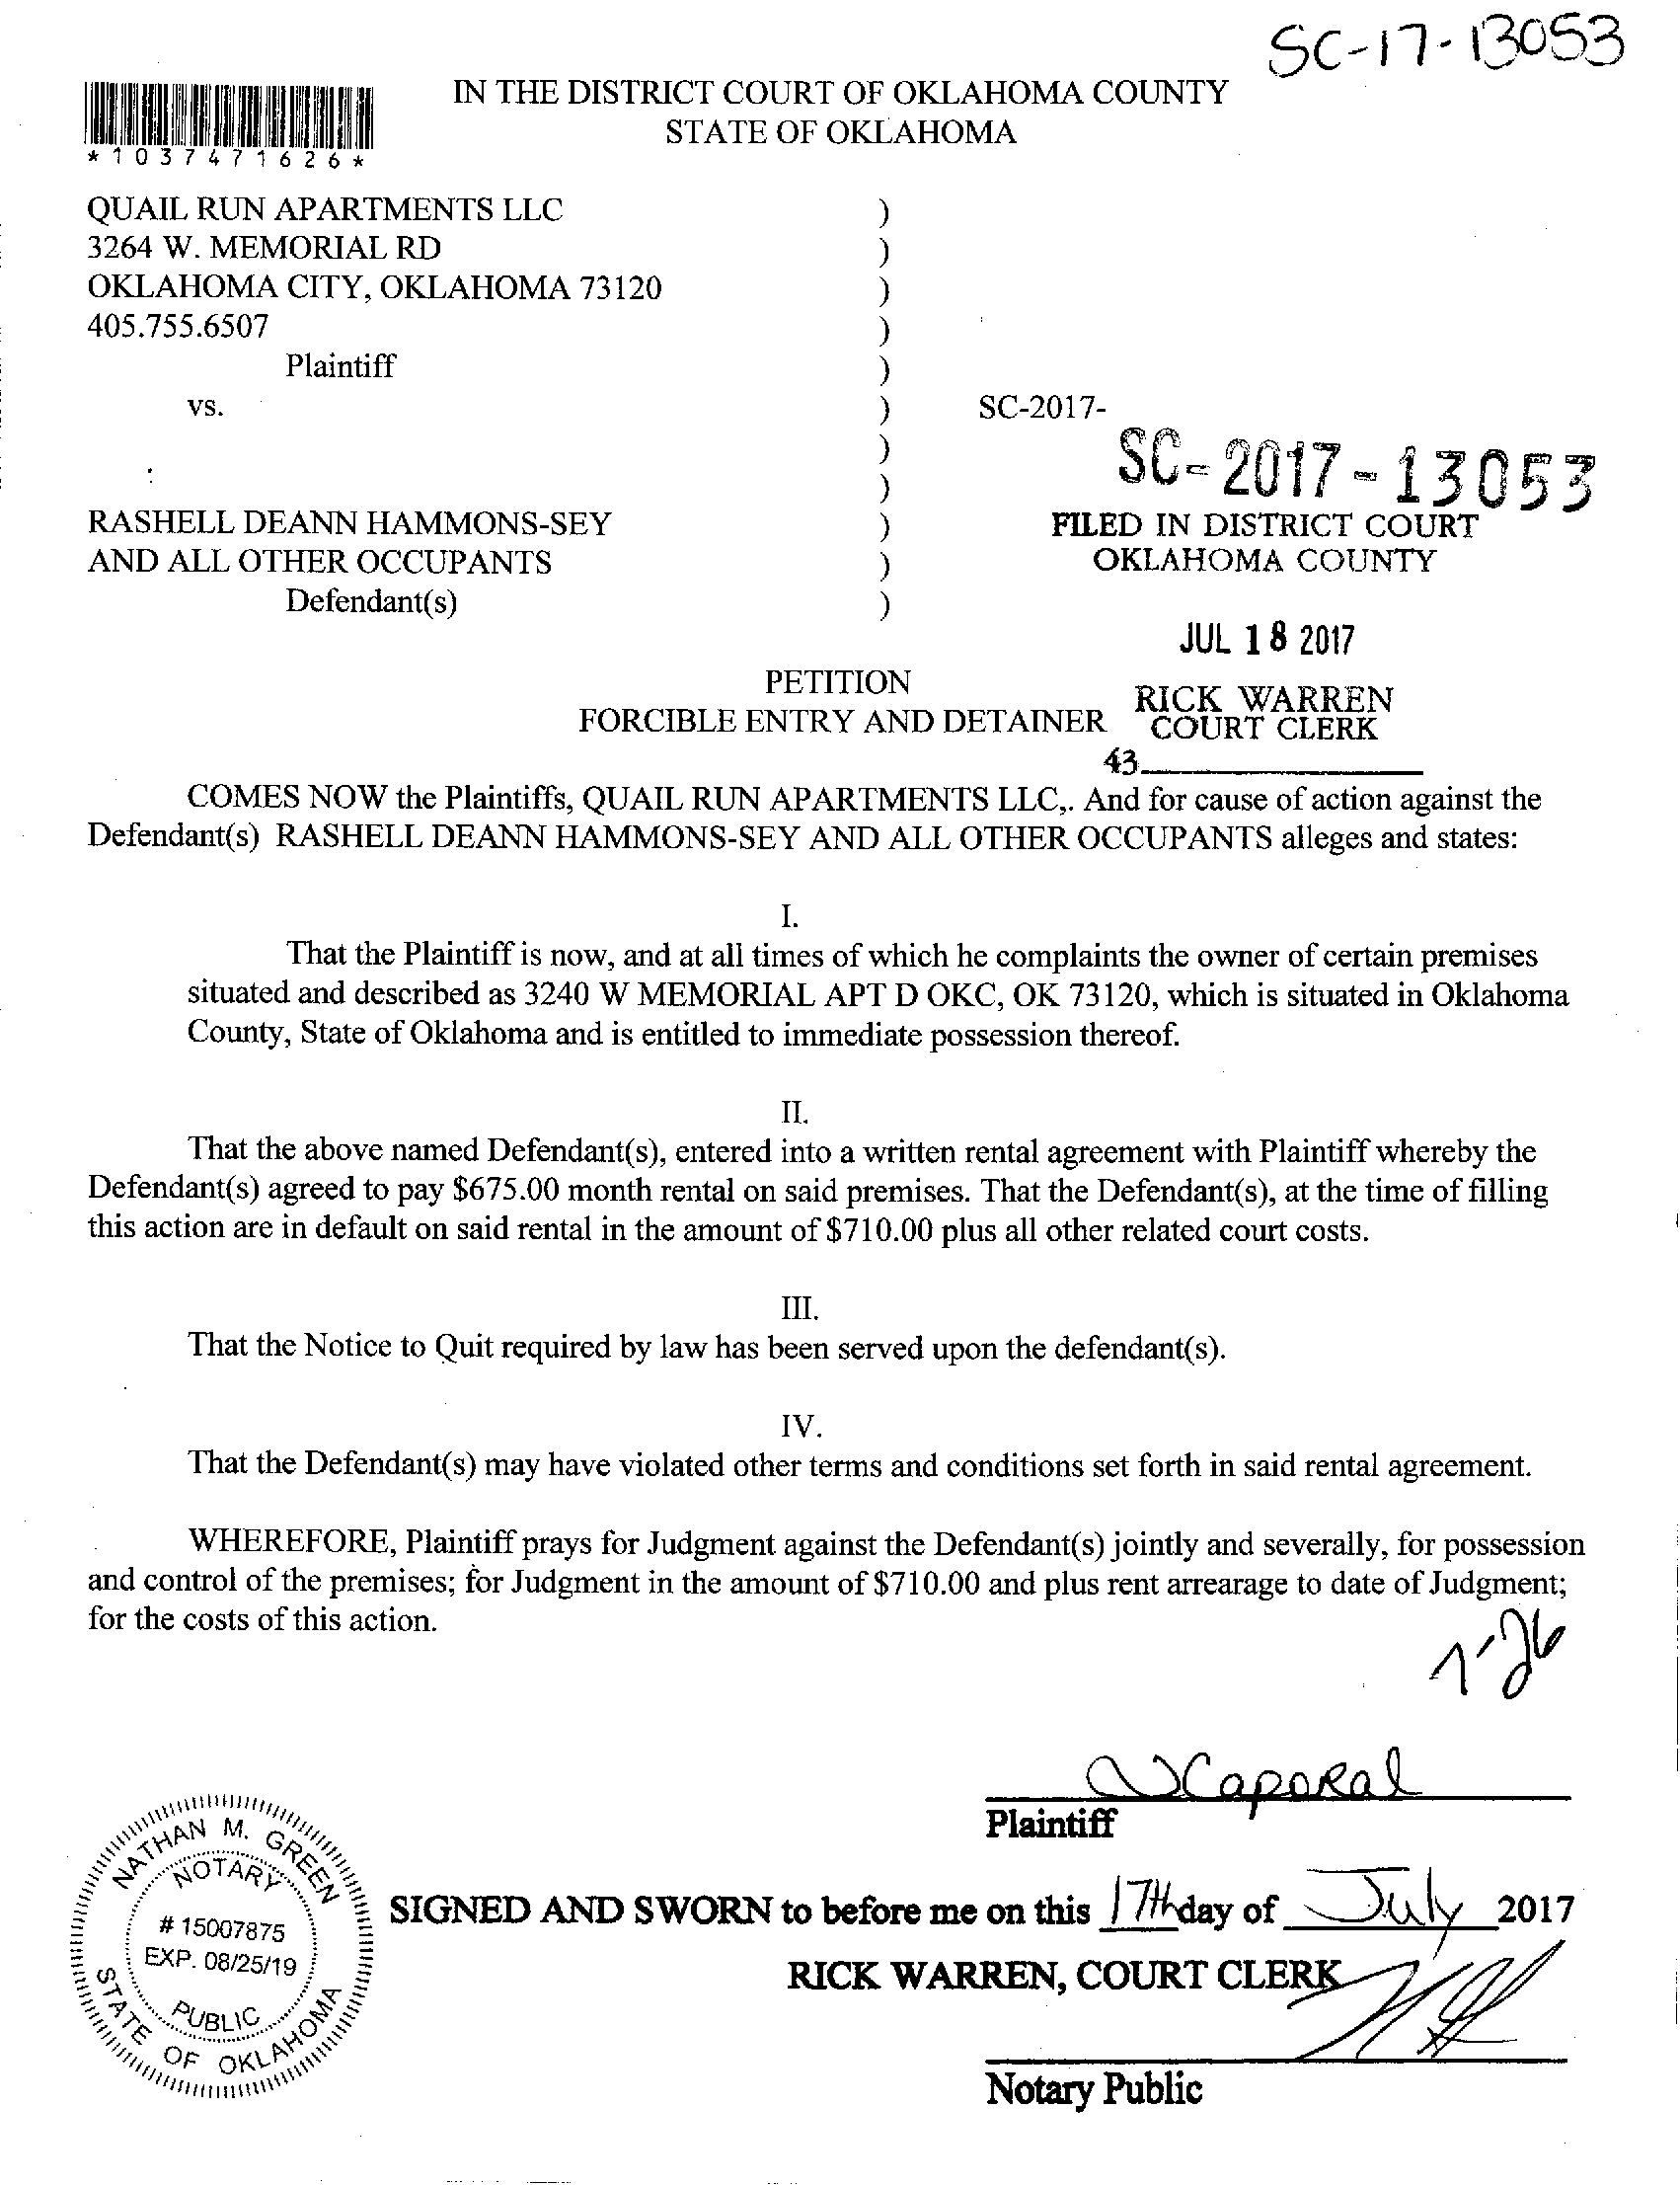 SC-17-13053
IN THE DISTRICT COURT OF OKLAHOMA COUNTY
STATE OF OKLAHOMA
*1037471626*
QUAIL RUN APARTMENTS LLC )
3264 W. MEMORIAL RD )
OKLAHOMA CITY, OKLAHOMA 73120 )
405.755.6507 )
Plaintiff )
vs. ) SC-2017-
) SC-2017-13053
)
RASHELL DEANN HAMMONS-SEY ) FILED IN DISTRICT COURT
AND ALL OTHER OCCUPANTS ) OKLAHOMA COUNTY
Defendant(s) )
JUL 18 2017
PETITION
RICK WARREN
FORCIBLE ENTRY AND DETAINER COURT CLERK
43
COMES NOW the Plaintiffs, QUAIL RUN APARTMENTS LLC,. And for cause of action against the
Defendant(s) RASHELL DEANN HAMMONS-SEY AND ALL OTHER OCCUPANTS alleges and states:
I.
That the Plaintiff is now, and at all times of which he complaints the owner of certain premises
situated and described as 3240 W MEMORIAL APT D OKC, OK 73120, which is situated in Oklahoma
County, State of Oklahoma and is entitled to immediate possession thereof.
II.
That the above named Defendant(s), entered into a written rental agreement with Plaintiff whereby the
Defendant(s) agreed to pay $675.00 month rental on said premises. That the Defendant(s), at the time of filling
this action are in default on said rental in the amount of $710.00 plus all other related court costs.
III.
That the Notice to Quit required by law has been served upon the defendant(s).
IV.
That the Defendant(s) may have violated other terms and conditions set forth in said rental agreement.
WHEREFORE, Plaintiff prays for Judgment against the Defendant(s) jointly and severally, for possession
and control of the premises; for Judgment in the amount of $710.00 and plus rent arrearage to date of Judgment;
for the costs of this action.
7-26
Caporal
Plaintiff
NATHAN M. GREEN
NOTARY
# 15007875
EXP. 08/25/19
PUBLIC
STATE OF OKLAHOMA
SIGNED AND SWORN to before me on this 17th day of July 2017
RICK WARREN, COURT CLERK
Notary Public